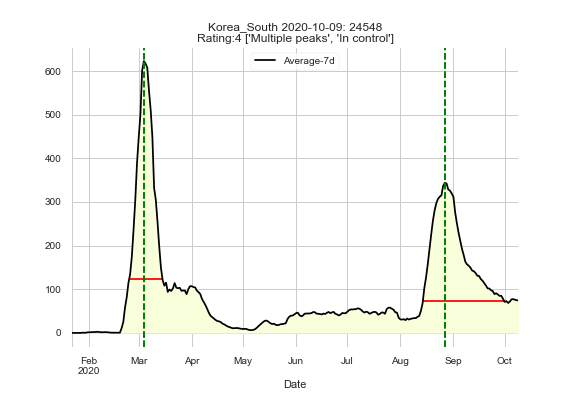 Korea_South 2020-10-09: 24548
Rating:4 ['Multiple peaks', 'In control']
Average-7d
600
500
400
300
200
100
0
Feb Mar Apr May Jun Jul Aug Sep Oct
2020
Date